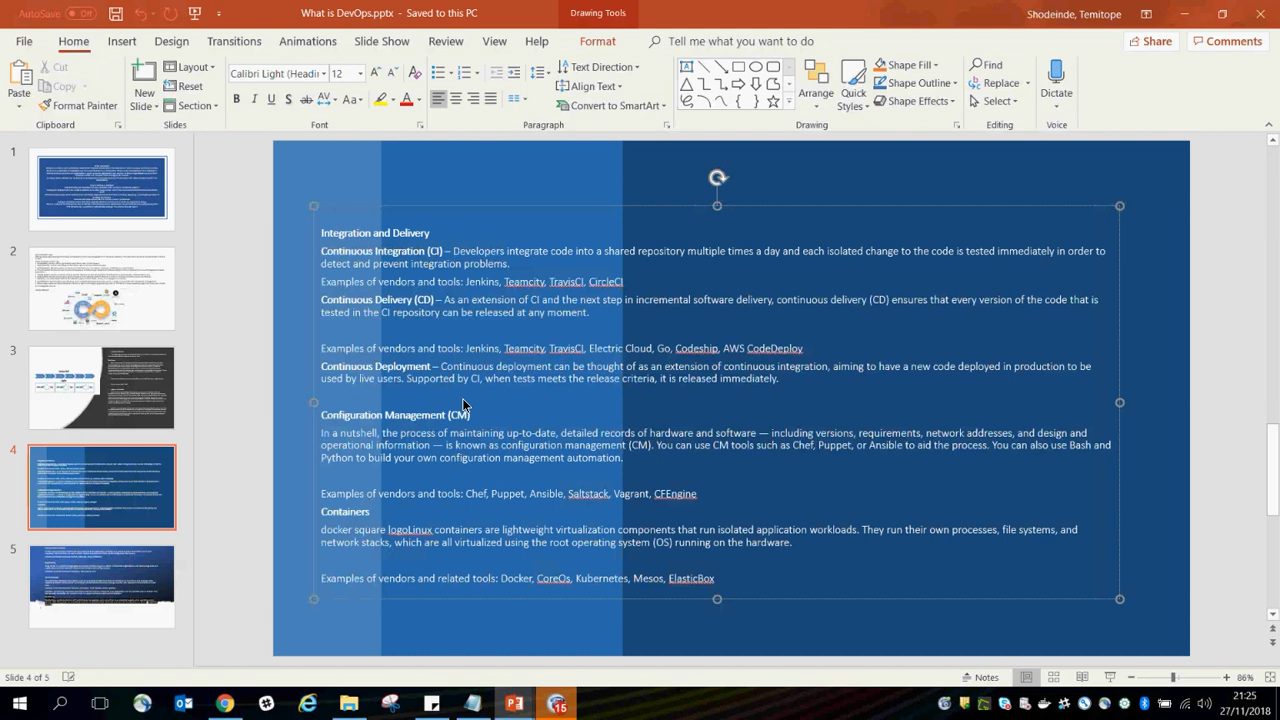 AutoSave Off
What is DevOps.pptx - Saved to this PC
Drawing Tools
Shodeinde, Temitope
File Home Insert Design Transitions Animations Slide Show Review View Help Format Tell me what you want to do Share Comments
Paste
Cut
Copy
Format Painter
Clipboard
New Slide
Layout
Reset
Section
Slides
Calibri Light (Headi 12
B I U S ab AV Aa A
Font
Text Direction
Align Text
Convert to SmartArt
Paragraph
Arrange
Quick Styles
Shape Fill
Shape Outline
Shape Effects
Drawing
Find
Replace
Select
Editing
Dictate
Voice
1
2
3
4
5
Integration and Delivery
Continuous Integration (CI) – Developers integrate code into a shared repository multiple times a day and each isolated change to the code is tested immediately in order to
detect and prevent integration problems.
Examples of vendors and tools: Jenkins, Teamcity, TravisCI, CircleCI
Continuous Delivery (CD) – As an extension of CI and the next step in incremental software delivery, continuous delivery (CD) ensures that every version of the code that is
tested in the CI repository can be released at any moment.
Examples of vendors and tools: Jenkins, Teamcity, TravisCI, Electric Cloud, Go, Codeship, AWS CodeDeploy
Continuous Deployment – Continuous deployment can be thought of as an extension of continuous integration, aiming to have a new code deployed in production to be
used by live users. Supported by CI, when tests meets the release criteria, it is released immediately.
Configuration Management (CM)
In a nutshell, the process of maintaining up-to-date, detailed records of hardware and software — including versions, requirements, network addresses, and design and
operational information — is known as configuration management (CM). You can use CM tools such as Chef, Puppet, or Ansible to aid the process. You can also use Bash and
Python to build your own configuration management automation.
Examples of vendors and tools: Chef, Puppet, Ansible, Saltstack, Vagrant, CFEngine
Containers
docker square logoLinux containers are lightweight virtualization components that run isolated application workloads. They run their own processes, file systems, and
network stacks, which are all virtualized using the root operating system (OS) running on the hardware.
Examples of vendors and related tools: Docker, Coreos, Kubernetes, Mesos, ElasticBox
Slide 4 of 5
Notes
86%
15
21:25
27/11/2018